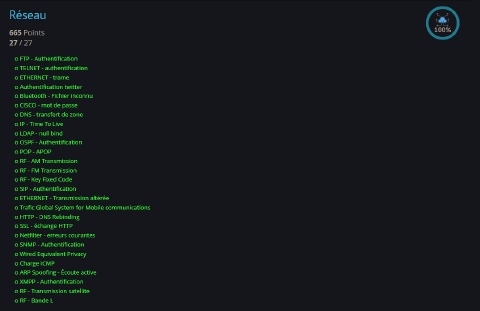 Réseau
100%
665 Points
27 / 27
o FTP - Authentification
o TELNET - authentification
o ETHERNET - trame
o Authentification twitter
o Bluetooth - Fichier inconnu
o CISCO - mot de passe
o DNS - transfert de zone
o IP - Time To Live
o LDAP - null bind
o OSPF - Authentification
o POP - APOP
o RF - AM Transmission
o RF - FM Transmission
o RF - Key Fixed Code
o SIP - Authentification
o ETHERNET - Transmission altérée
o Trafic Global System for Mobile communications
o HTTP - DNS Rebinding
o SSL - échange HTTP
o Netfilter - erreurs courantes
o SNMP - Authentification
o Wired Equivalent Privacy
o Charge ICMP
o ARP Spoofing - Écoute active
o XMPP - Authentification
o RF - Transmission satellite
o RF - Bande L